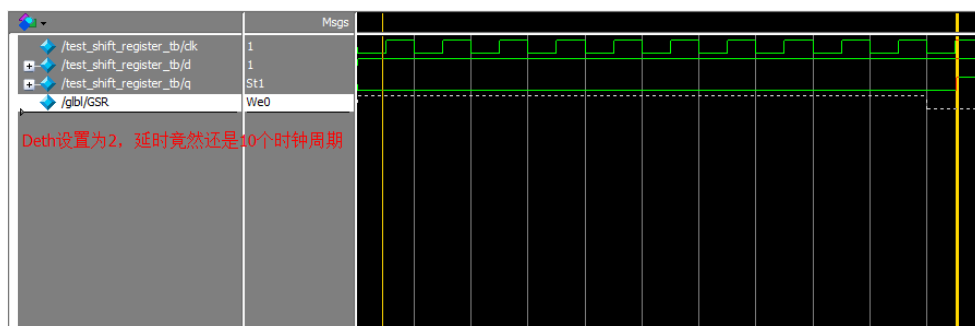 Msgs
/test_shift_register_tb/clk 1
/test_shift_register_tb/d 1
/test_shift_register_tb/q St1
/glbl/GSR We0
Deth设置为2，延时竟然还是10个时钟周期